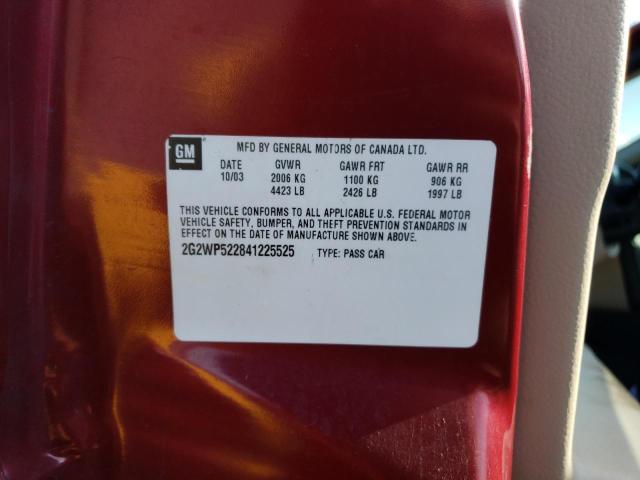 GM MFD BY GENERAL MOTORS OF CANADA LTD.
DATE GVWR GAWR FRT GAWR RR
10/03 2006 KG 1100 KG 906 KG
4423 LB 2426 LB 1997 LB
THIS VEHICLE CONFORMS TO ALL APPLICABLE U.S. FEDERAL MOTOR
VEHICLE SAFETY, BUMPER, AND THEFT PREVENTION STANDARDS IN
EFFECT ON THE DATE OF MANUFACTURE SHOWN ABOVE.
2G2WP522841225525 TYPE: PASS CAR